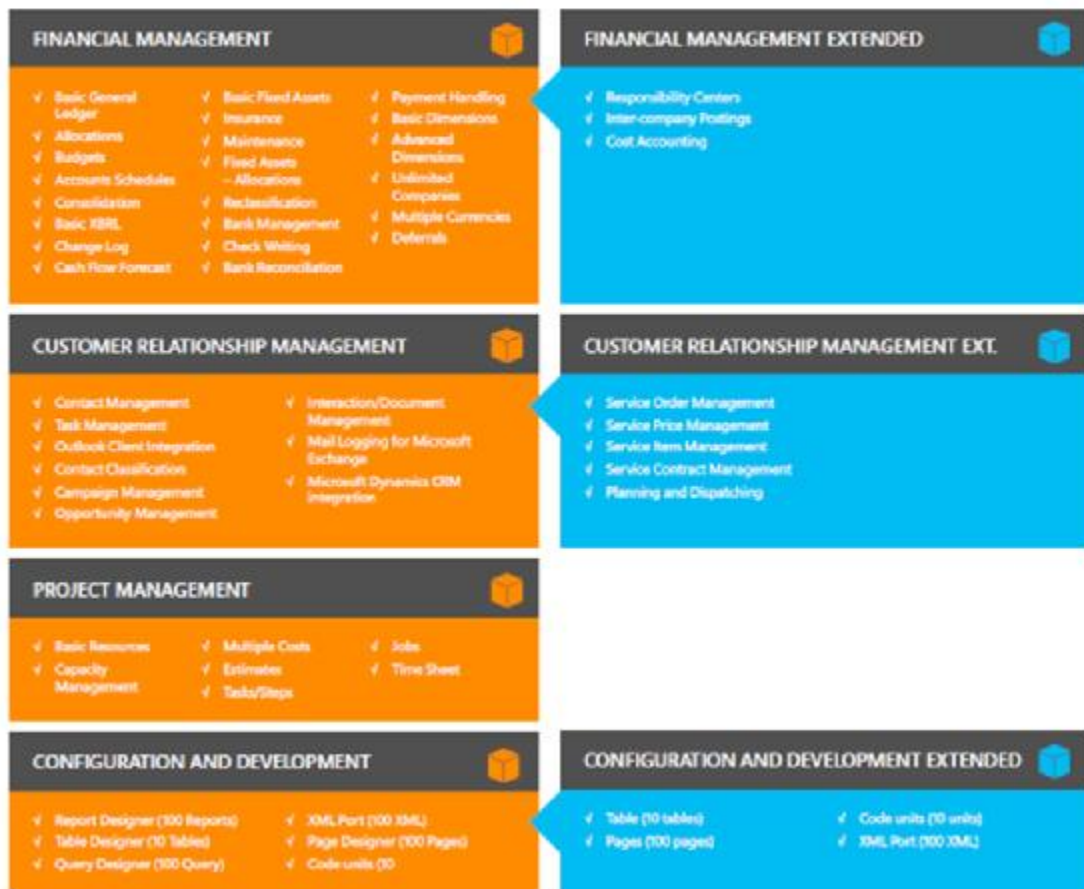 FINANCIAL MANAGEMENT
√ Basic General
Ledger
√ Allocations
√ Budgets
√ Accounts Schedules
√ Consolidation
√ Basic XBRL
√ Change Log
√ Cash Flow Forecast
√ Basic Fixed Assets
√ Insurance
√ Maintenance
√ Fixed Assets
– Allocations
√ Reclassification
√ Bank Management
√ Check Writing
√ Bank Reconciliation
√ Payment Handling
√ Basic Dimensions
√ Advanced
Dimensions
√ Unlimited
Companies
√ Multiple Currencies
√ Deferrals
FINANCIAL MANAGEMENT EXTENDED
√ Responsibility Centers
√ Inter-company Postings
√ Cost Accounting
CUSTOMER RELATIONSHIP MANAGEMENT
√ Contact Management
√ Task Management
√ Outlook Client Integration
√ Contact Classification
√ Campaign Management
√ Opportunity Management
√ Interaction/Document
Management
√ Mail Logging for Microsoft
Exchange
√ Microsoft Dynamics CRM
Integration
CUSTOMER RELATIONSHIP MANAGEMENT EXT.
√ Service Order Management
√ Service Price Management
√ Service Item Management
√ Service Contract Management
√ Planning and Dispatching
PROJECT MANAGEMENT
√ Basic Resources
√ Capacity
Management
√ Multiple Costs
√ Estimates
√ Tasks/Steps
√ Jobs
√ Time Sheet
CONFIGURATION AND DEVELOPMENT
√ Report Designer (100 Reports)
√ Table Designer (10 Tables)
√ Query Designer (100 Query)
√ XML Port (100 XML)
√ Page Designer (100 Pages)
√ Code units (10
CONFIGURATION AND DEVELOPMENT EXTENDED
√ Table (10 tables)
√ Pages (100 pages)
√ Code units (10 units)
√ XML Port (100 XML)